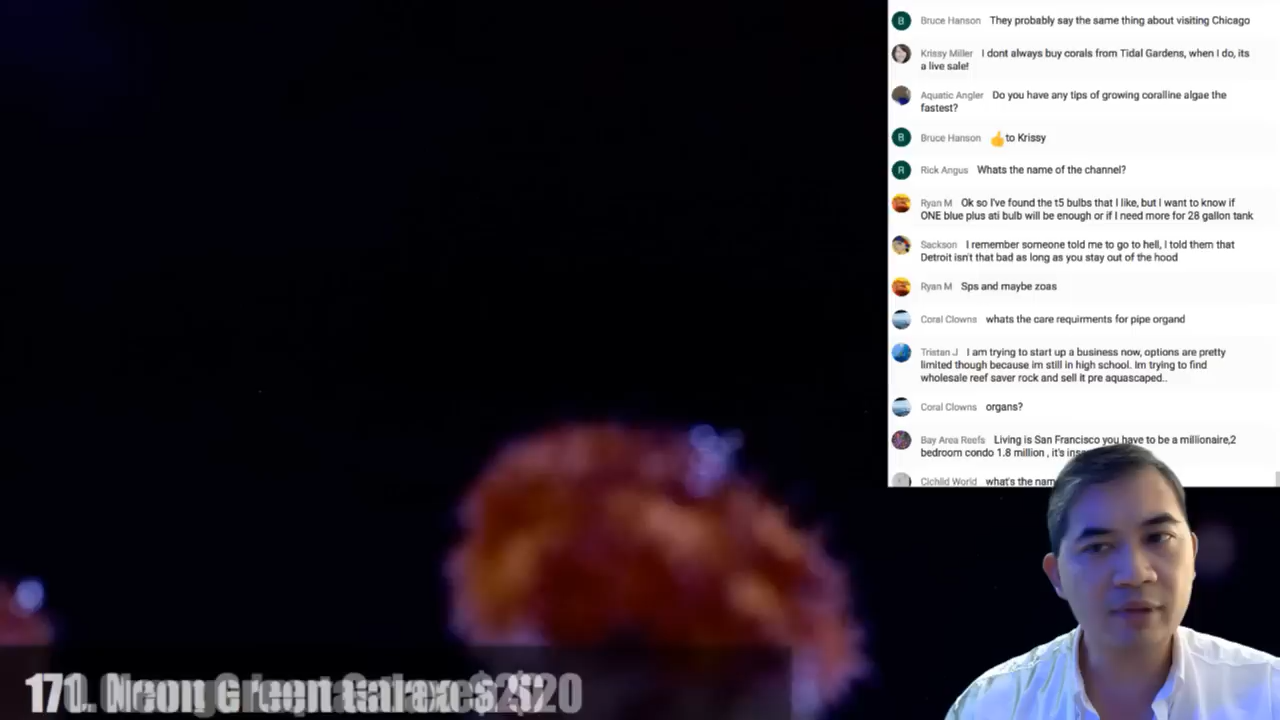 B Bruce Hanson They probably say the same thing about visiting Chicago
Krissy Miller I dont always buy corals from Tidal Gardens, when I do, its
a live sale!
Aquatic Angler Do you have any tips of growing coralline algae the
fastest?
B Bruce Hanson 👍to Krissy
R Rick Angus Whats the name of the channel?
Ryan M Ok so I've found the t5 bulbs that I like, but I want to know if
ONE blue plus ati bulb will be enough or if I need more for 28 gallon tank
Sackson I remember someone told me to go to hell, I told them that
Detroit isn't that bad as long as you stay out of the hood
Ryan M Sps and maybe zoas
Coral Clowns whats the care requirments for pipe organd
Tristan J I am trying to start up a business now, options are pretty
limited though because im still in high school. Im trying to find
wholesale reef saver rock and sell it pre aquascaped..
Coral Clowns organs?
Bay Area Reefs Living is San Francisco you have to be a millionaire,2
bedroom condo 1.8 million , it's
Cichlid World what's the
170. Neon Green